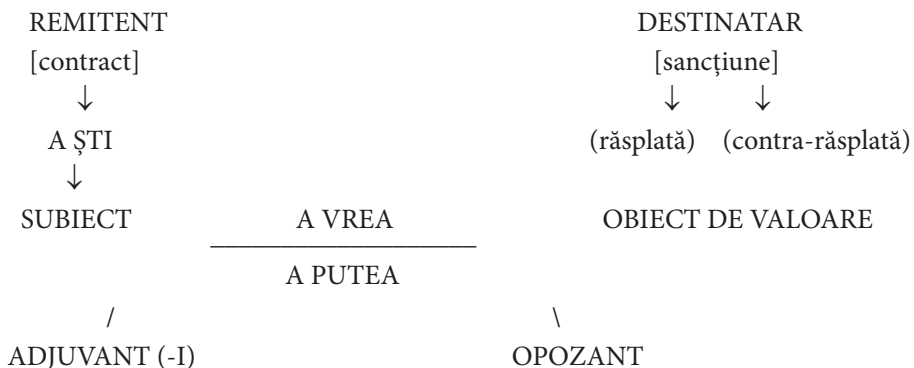 REMITENT DESTINATAR
[contract] [sancțiune]
↓ ↓ ↓
A ȘTI (răsplată) (contra-răsplată)
↓
SUBIECT A VREA OBIECT DE VALOARE
A PUTEA
/ \
ADJUVANT (-I) OPOZANT